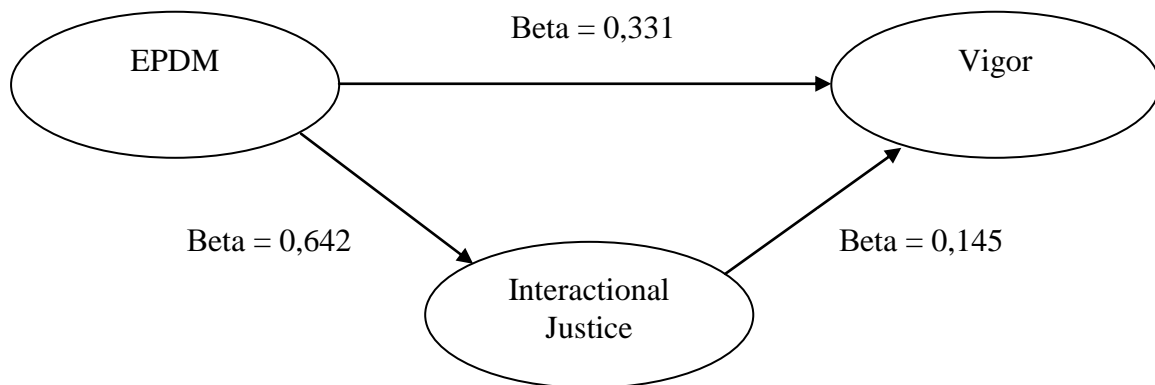 Beta = 0,331
EPDM
Vigor
Beta = 0,642
Beta = 0,145
Interactional
Justice